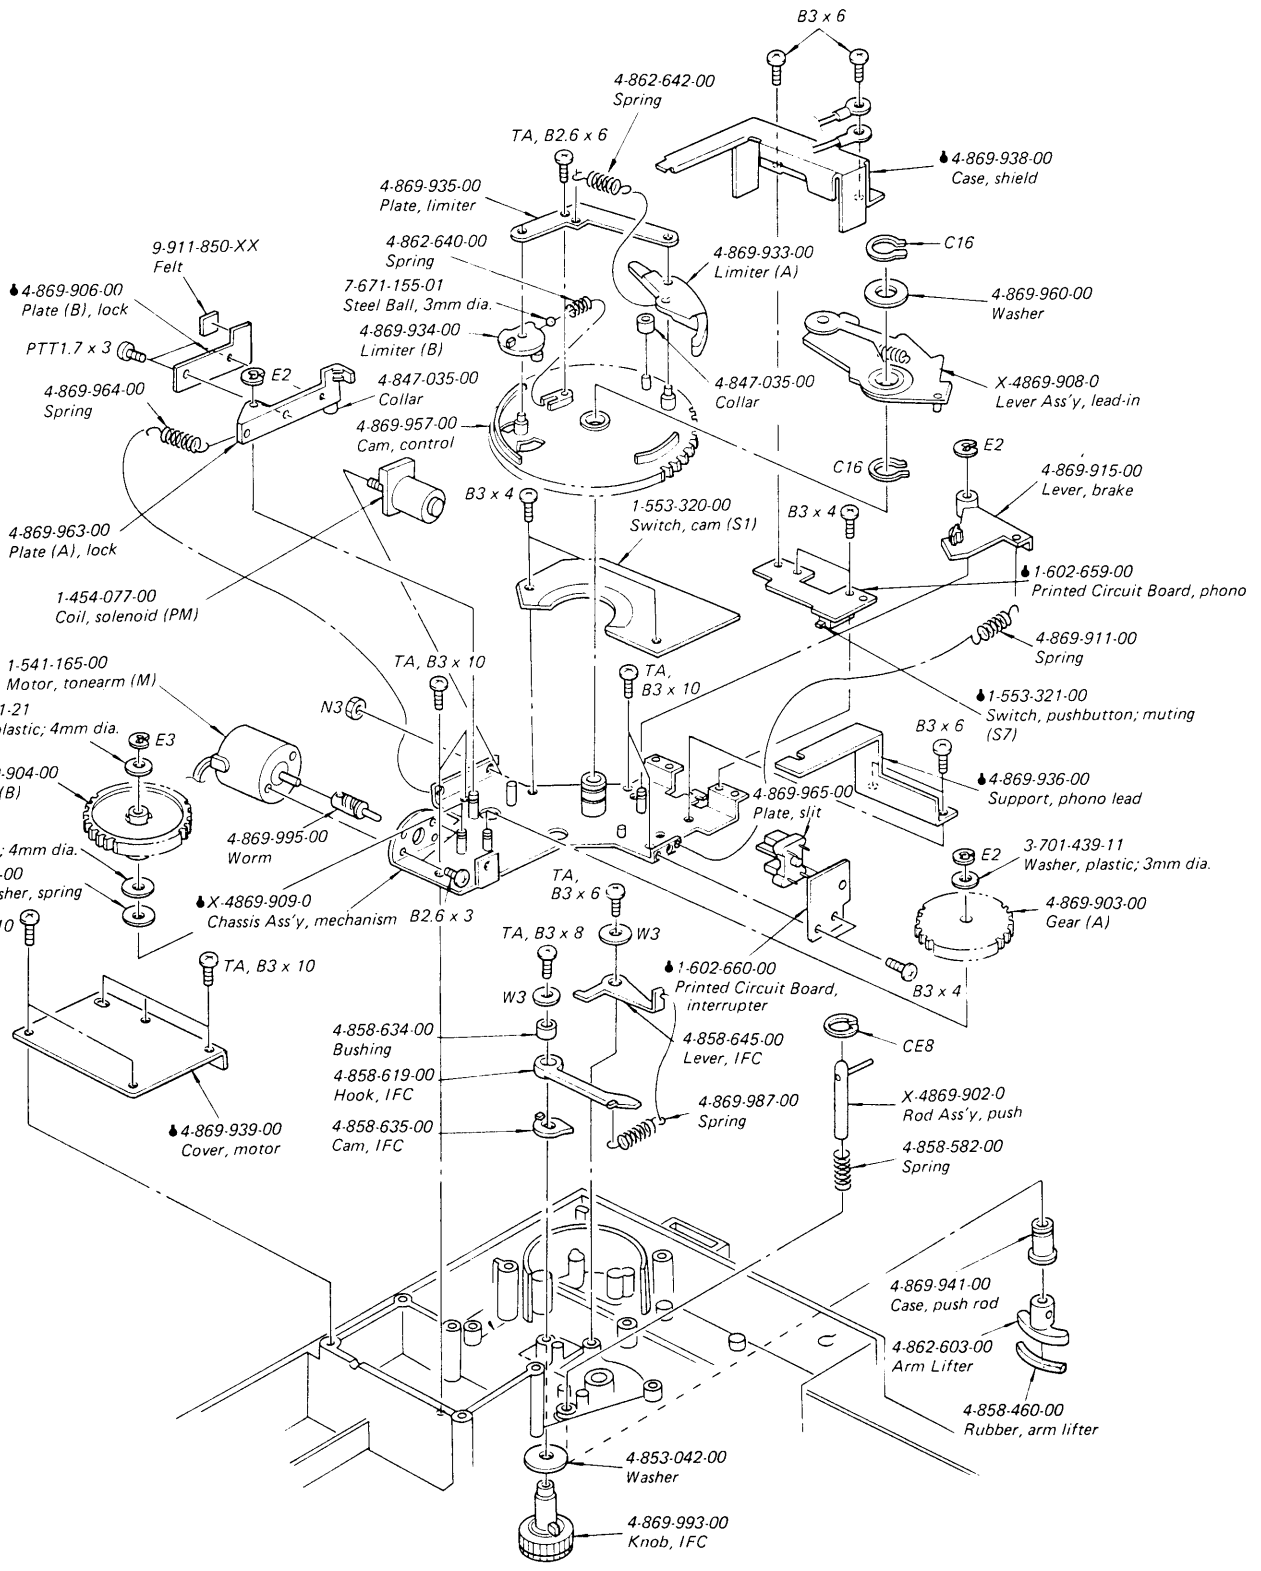 B3 x 6
4-862-642-00
Spring
TA, B2.6 x 6
4-869-938-00
Case, shield
4-869-935-00
Plate, limiter
4-862-640-00
Spring
9-911-850-XX
Felt
4-869-933-00
Limiter (A)
C16
7-671-155-01
Steel Ball, 3mm dia.
4-869-906-00
Plate (B), lock
4-869-960-00
Washer
4-869-934-00
Limiter (B)
PTT1.7 x 3
E2
4-869-964-00
Spring
4-847-035-00
Collar
4-847-035-00
Collar
X-4869-908-0
Lever Ass'y, lead-in
4-869-957-00
Cam, control
E2
C16
4-869-915-00
Lever, brake
B3 x 4
1-553-320-00
Switch, cam (S1)
B3 x 4
4-869-963-00
Plate (A), lock
1-602-659-00
Printed Circuit Board, phono
1-454-077-00
Coil, solenoid (PM)
4-869-911-00
Spring
1-541-165-00
Motor, tonearm (M)
TA, B3 x 10
TA,
B3 x 10
1-553-321-00
Switch, pushbutton; muting
(S7)
1-21
plastic; 4mm dia.
N3
E3
B3 x 6
-904-00
(B)
4-869-936-00
Support, phono lead
4-869-965-00
Plate, slit
4-869-995-00
Worm
; 4mm dia.
E2
3-701-439-11
Washer, plastic; 3mm dia.
-00
sher, spring
TA,
B3 x 6
X-4869-909-0
Chassis Ass'y, mechanism
B2.6 x 3
4-869-903-00
Gear (A)
10
TA, B3 x 8
W3
TA, B3 x 10
1-602-660-00
Printed Circuit Board,
interrupter
B3 x 4
W3
4-858-634-00
Bushing
4-858-645-00
Lever, IFC
CE8
4-858-619-00
Hook, IFC
4-869-987-00
Spring
X-4869-902-0
Rod Ass'y, push
4-869-939-00
Cover, motor
4-858-635-00
Cam, IFC
4-858-582-00
Spring
4-869-941-00
Case, push rod
4-862-603-00
Arm Lifter
4-858-460-00
Rubber, arm lifter
4-853-042-00
Washer
4-869-993-00
Knob, IFC